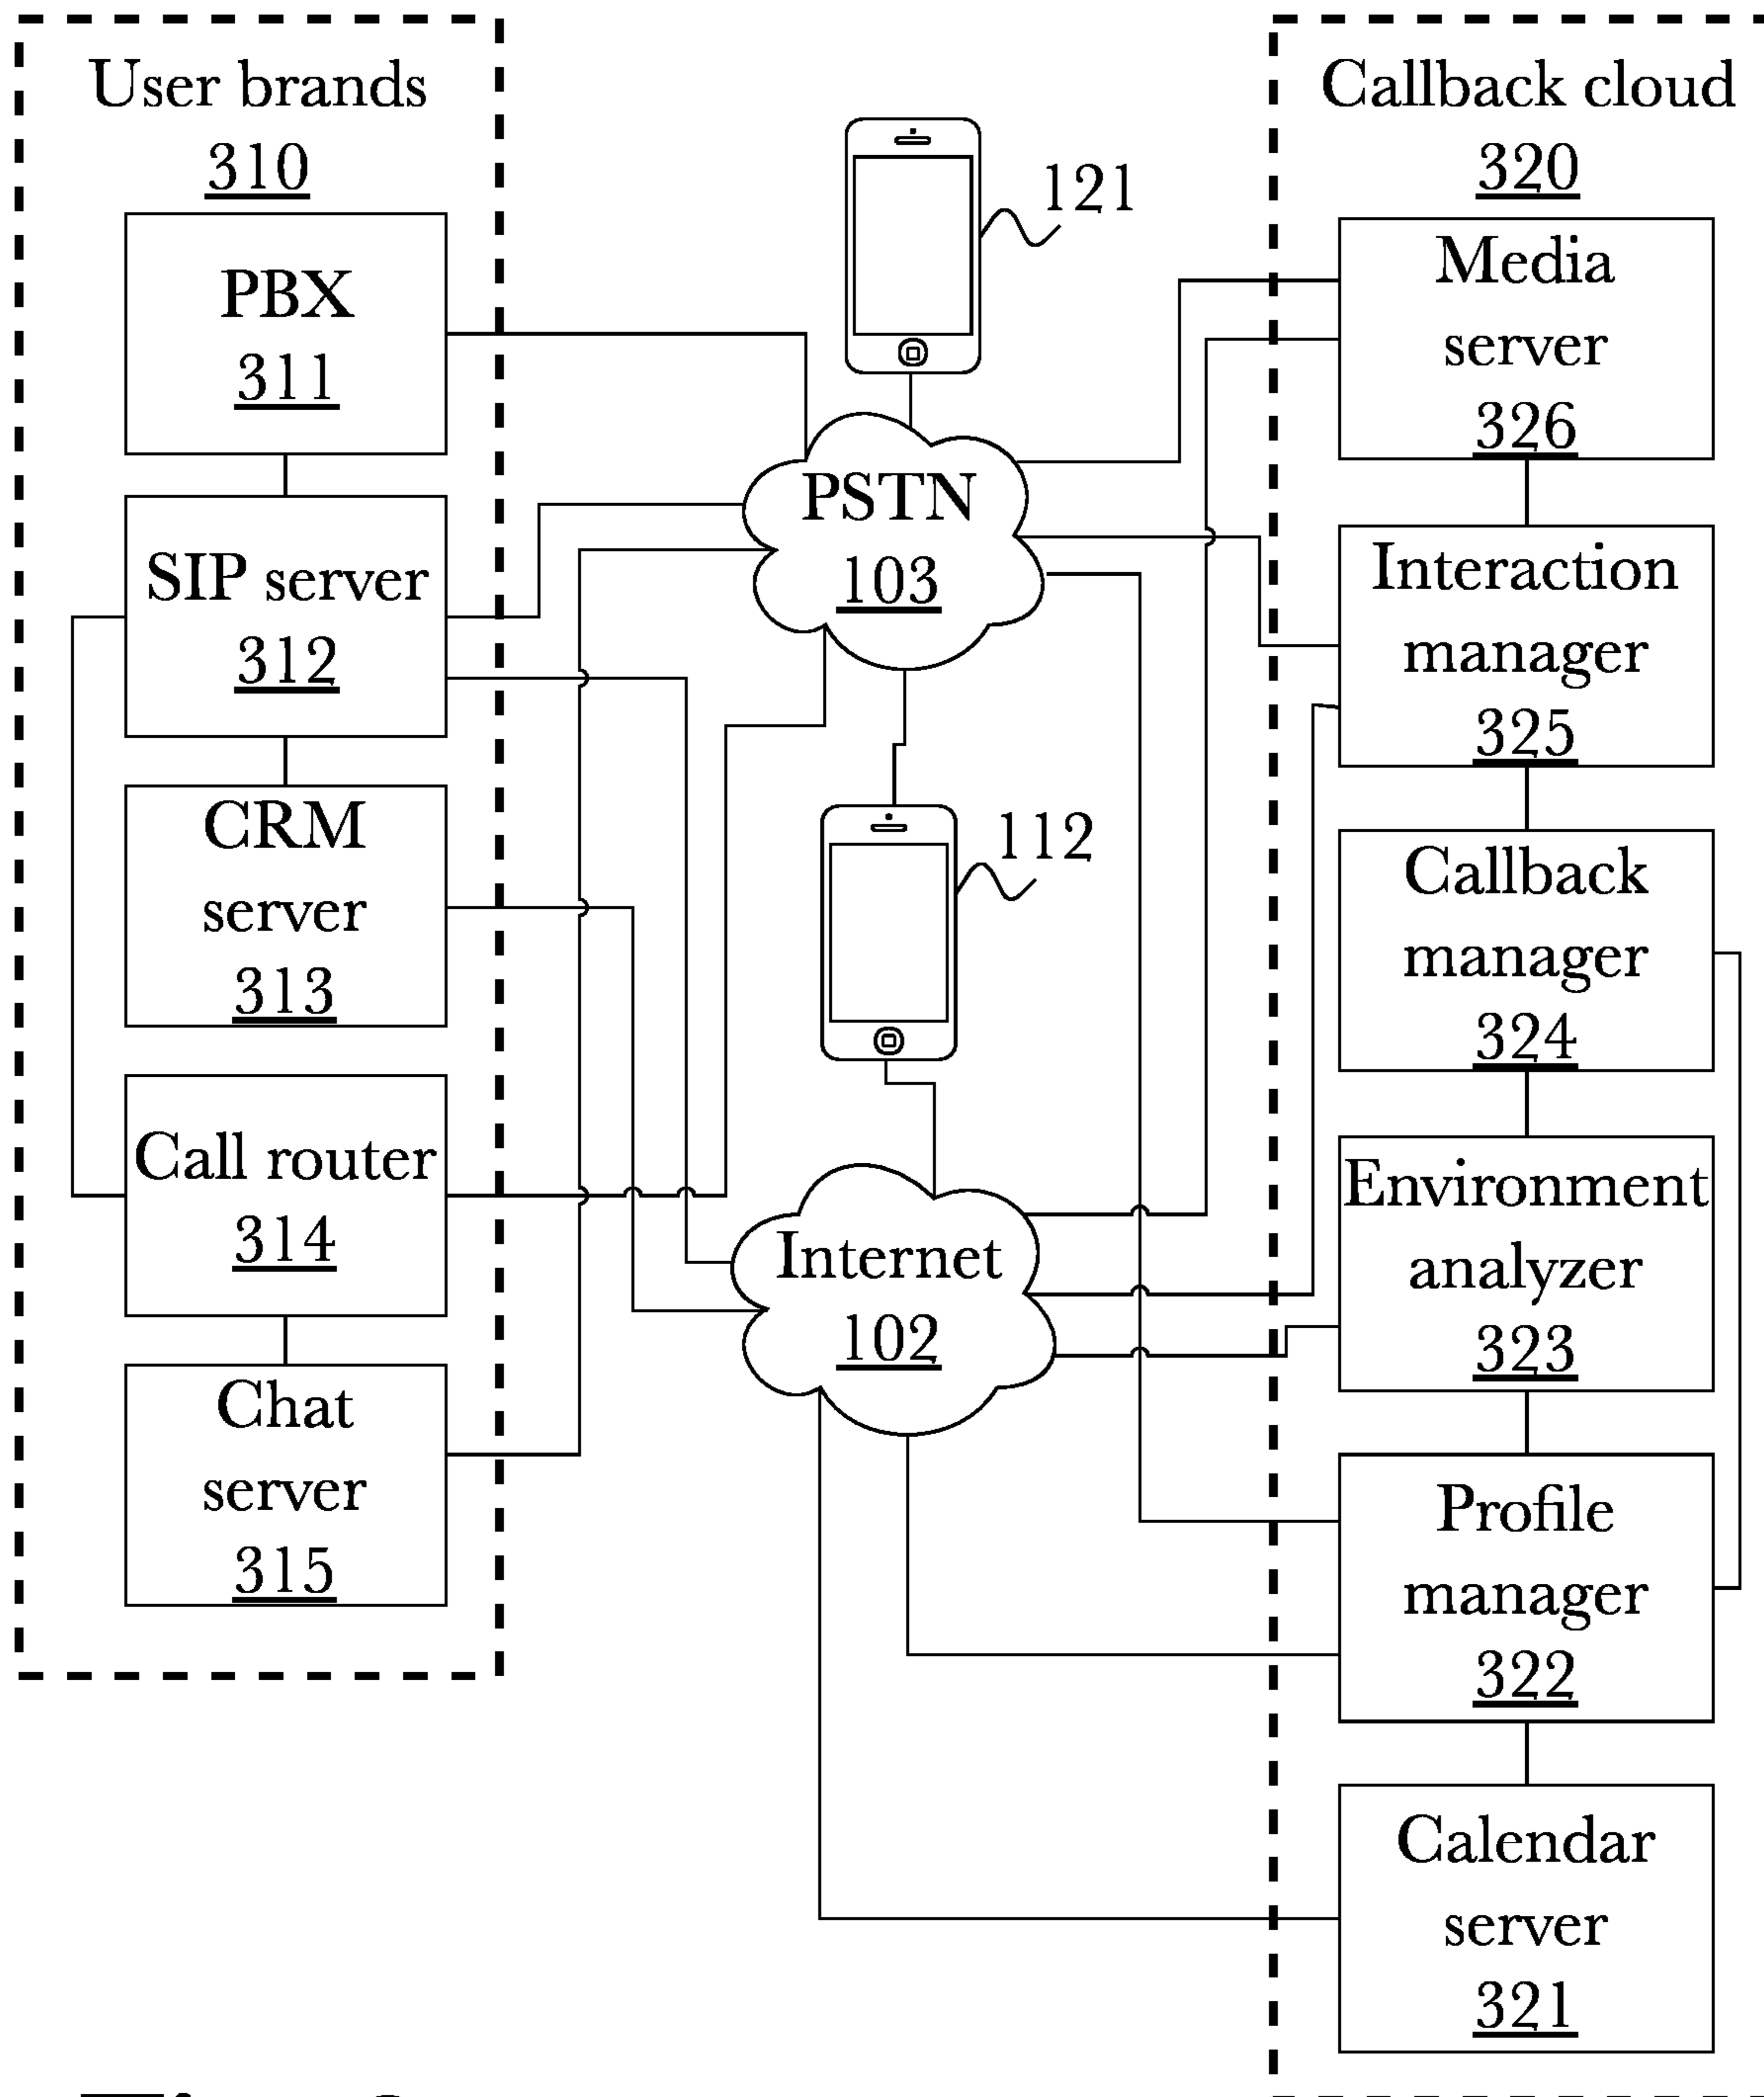 User brands
310
PBX
311
SIP server
312
CRM
server
313
Call router
314
Chat
server
315
121
PSTN
103
112
Internet
102
Callback cloud
320
Media
server
326
Interaction
manager
325
Callback
manager
324
Environment
analyzer
323
Profile
manager
322
Calendar
server
321